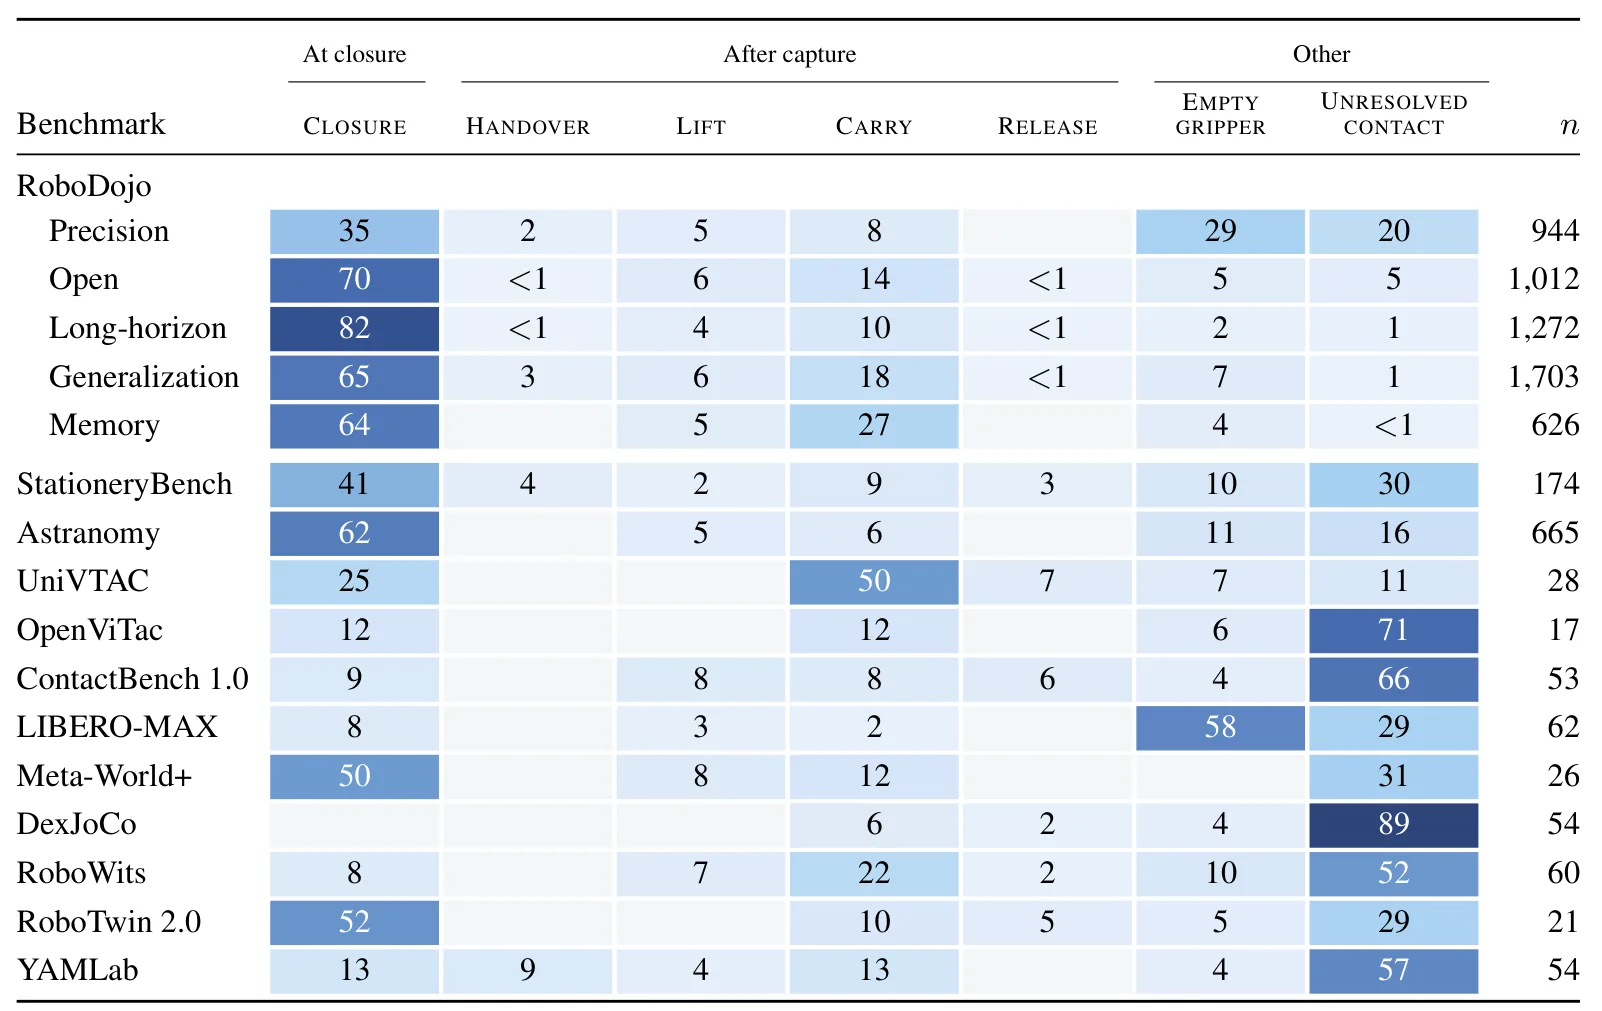 At closure After capture Other
Benchmark CLOSURE HANDOVER LIFT CARRY RELEASE EMPTY GRIPPER UNRESOLVED CONTACT n
RoboDojo
Precision 35 2 5 8 29 20 944
Open 70 <1 6 14 <1 5 5 1,012
Long-horizon 82 <1 4 10 <1 2 1 1,272
Generalization 65 3 6 18 <1 7 1 1,703
Memory 64 5 27 4 <1 626
StationeryBench 41 4 2 9 3 10 30 174
Astranomy 62 5 6 11 16 665
UniVTAC 25 50 7 7 11 28
OpenViTac 12 12 6 71 17
ContactBench 1.0 9 8 8 6 4 66 53
LIBERO-MAX 8 3 2 58 29 62
Meta-World+ 50 8 12 31 26
DexJoCo 6 2 4 89 54
RoboWits 8 7 22 2 10 52 60
RoboTwin 2.0 52 10 5 5 29 21
YAMLab 13 9 4 13 4 57 54